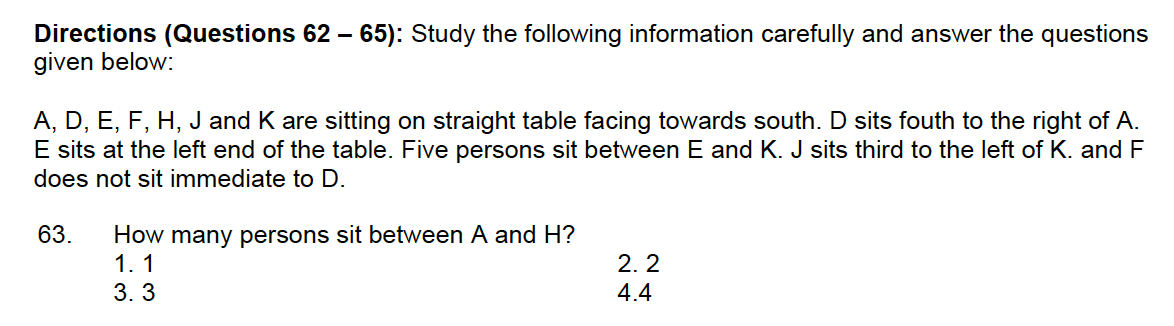 Directions (Questions 62 – 65): Study the following information carefully and answer the questions
given below:
A, D, E, F, H, J and K are sitting on straight table facing towards south. D sits fouth to the right of A.
E sits at the left end of the table. Five persons sit between E and K. J sits third to the left of K. and F
does not sit immediate to D.
63. How many persons sit between A and H?
1. 1 2. 2
3. 3 4.4